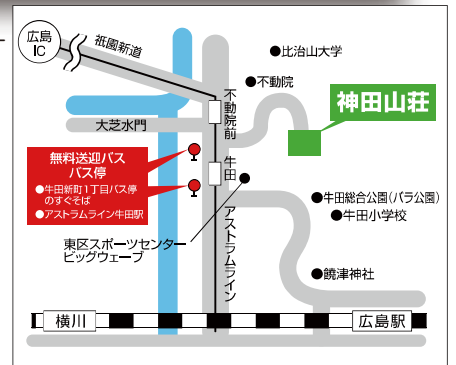 広島
IC
祇園新道
●比治山大学
●不動院
神田山荘
不動院前
大芝水門
無料送迎バス
バス停
●牛田新町1丁目バス停
のすぐそば
●アストラムライン牛田駅
牛田
●牛田総合公園(バラ公園)
●牛田小学校
東区スポーツセンター
ビッグウェーブ
アストラムライン
●饒津神社
横川
広島駅